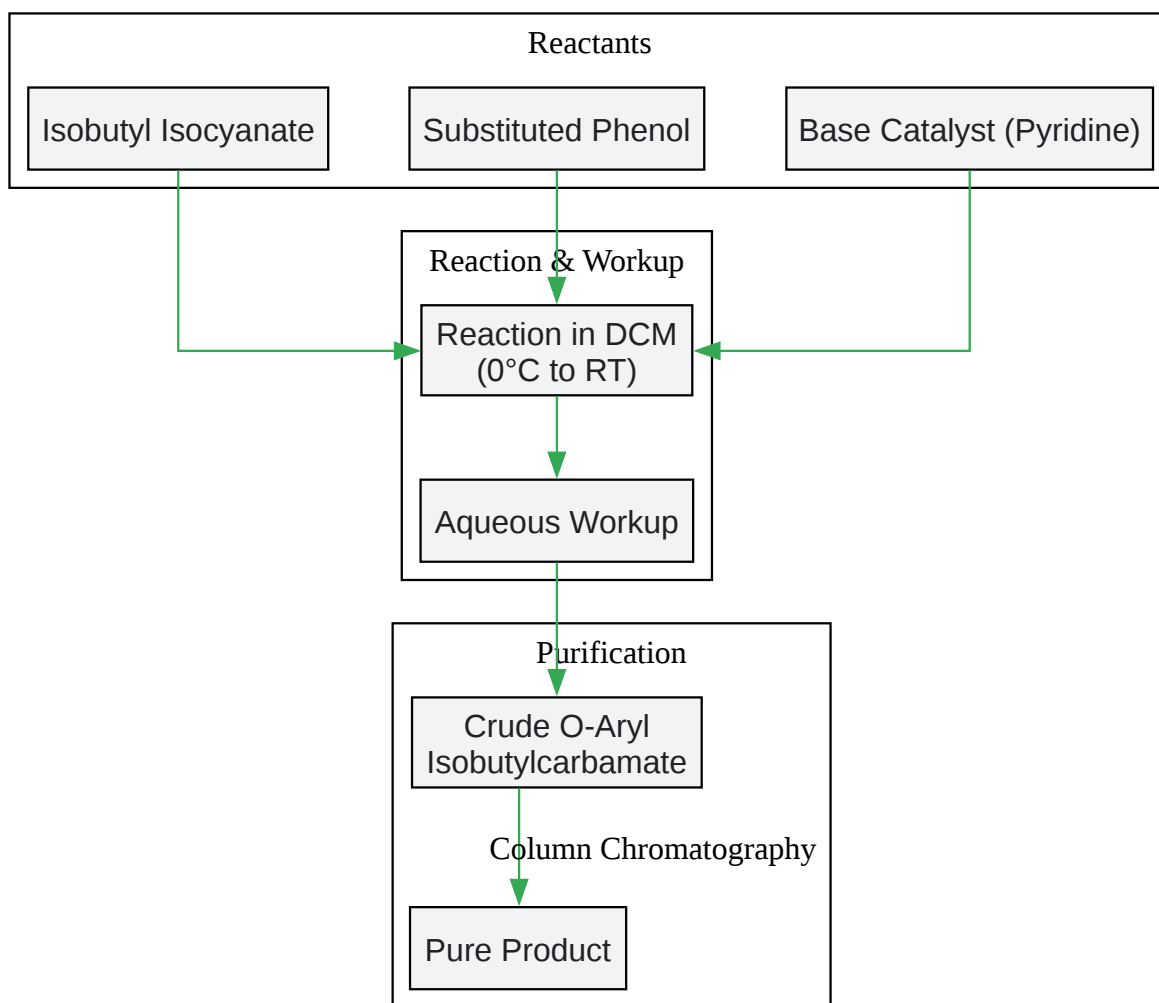 Reactants
Isobutyl Isocyanate
Substituted Phenol
Base Catalyst (Pyridine)
Reaction & Workup
Reaction in DCM
(0°C to RT)
Aqueous Workup
Purification
Crude O-Aryl
Isobutylcarbamate
Column Chromatography
Pure Product